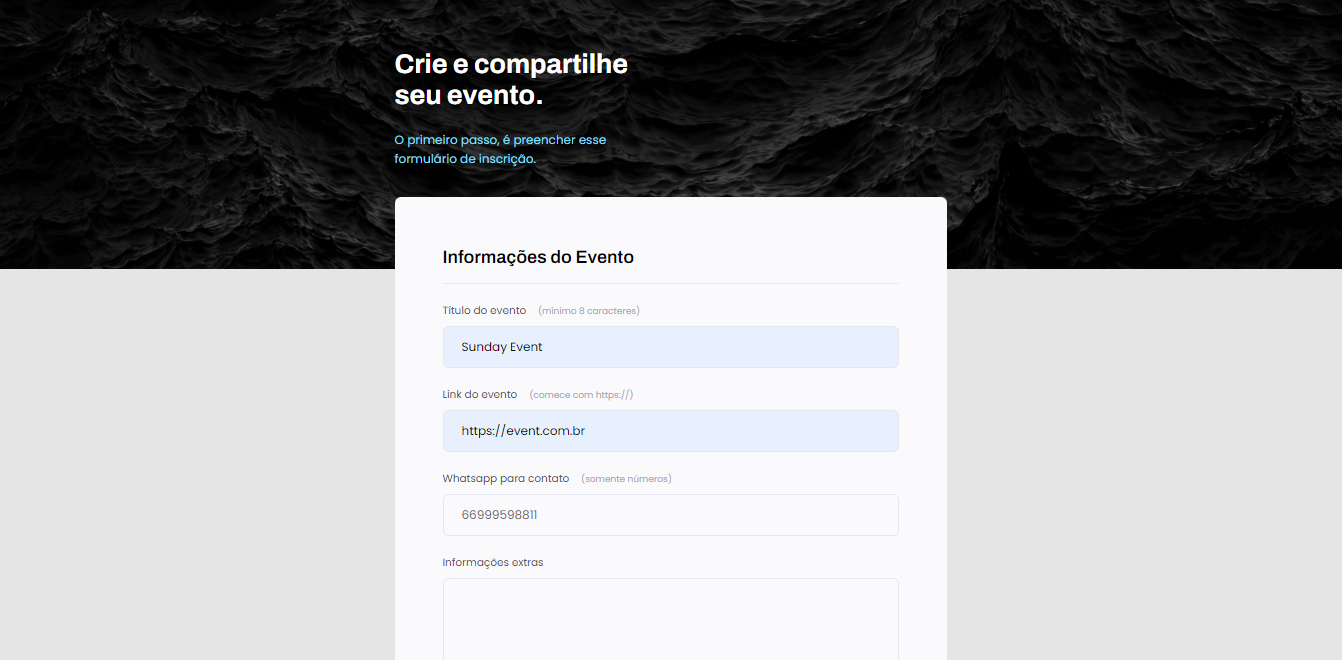 Crie e compartilhe
seu evento.
O primeiro passo, é preencher esse
formulário de inscrição.
Informações do Evento
Título do evento (mínimo 8 caracteres)
Sunday Event
Link do evento (comece com https://)
https://event.com.br
Whatsapp para contato (somente números)
66999598811
Informações extras